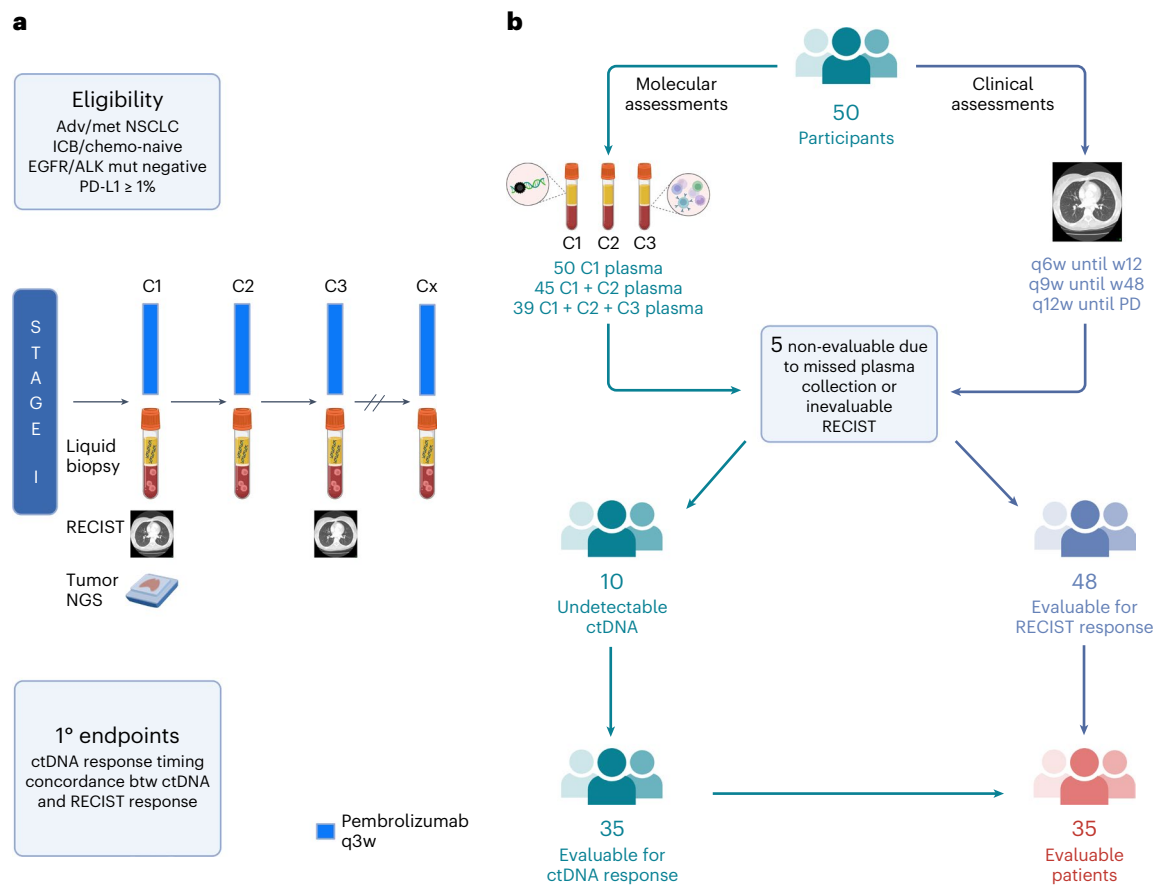 a
Eligibility
Adv/met NSCLC
ICB/chemo-naive
EGFR/ALK mut negative
PD-L1 ≥ 1%
C1
C2
C3
Cx
STAGE I
Liquid
biopsy
RECIST
Tumor
NGS
1° endpoints
ctDNA response timing
concordance btw ctDNA
and RECIST response
Pembrolizumab
q3w
b
Molecular
assessments
Clinical
assessments
50
Participants
C1
C2
C3
50 C1 plasma
45 C1 + C2 plasma
39 C1 + C2 + C3 plasma
q6w until w12
q9w until w48
q12w until PD
5 non-evaluable due
to missed plasma
collection or
inevaluable
RECIST
10
Undetectable
ctDNA
48
Evaluable for
RECIST response
35
Evaluable for
ctDNA response
35
Evaluable
patients